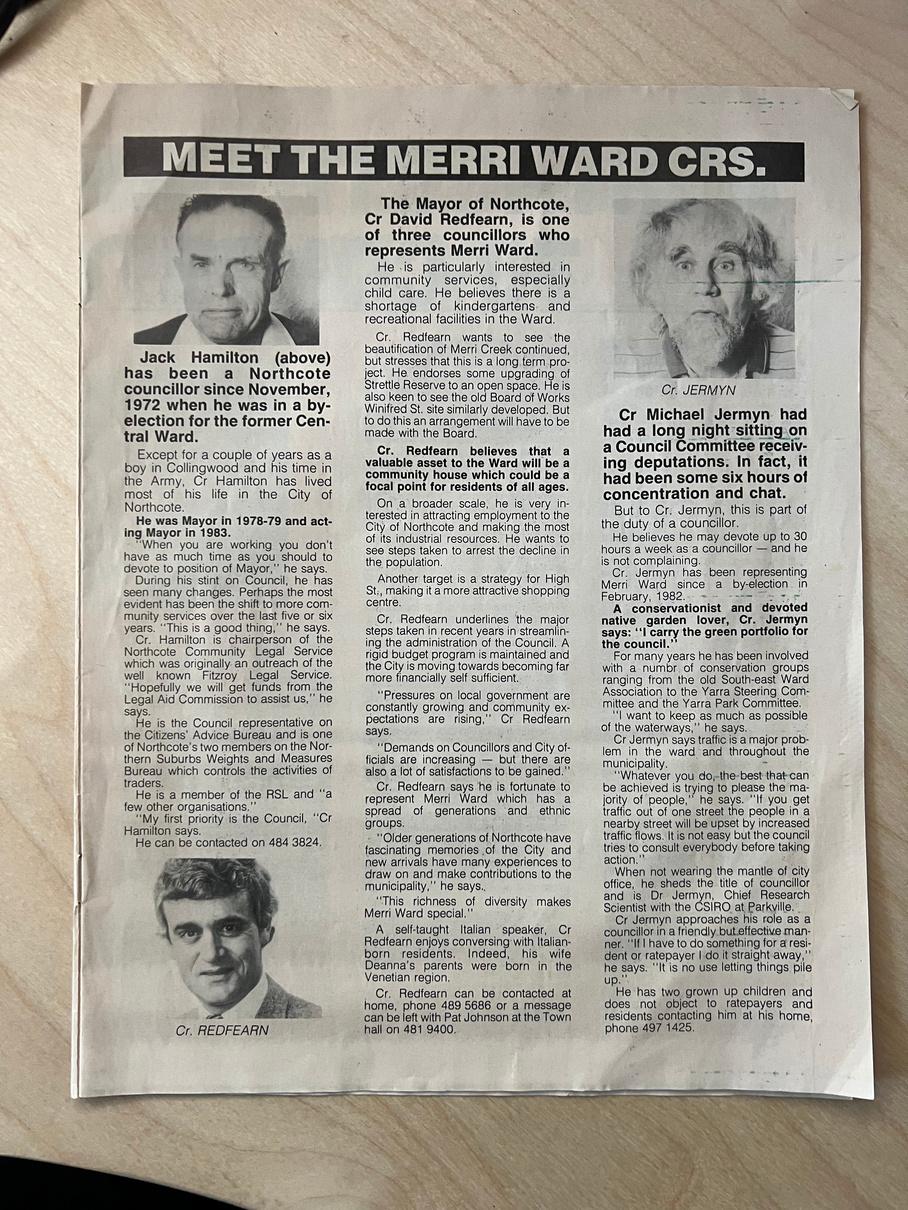 MEET THE MERRI WARD CRS.
Jack Hamilton (above)
has been a Northcote
councillor since November,
1972 when he was in a by-
election for the former Cen-
tral Ward.
Except for a couple of years as a
boy in Collingwood and his time in
the Army, Cr Hamilton has lived
most of his life in the City of
Northcote.
He was Mayor in 1978-79 and act-
ing Mayor in 1983.
"When you are working you don't
have as much time as you should to
devote to position of Mayor," he says.
During his stint on Council, he has
seen many changes. Perhaps the most
evident has been the shift to more com-
munity services over the last five or six
years. "This is a good thing," he says.
Cr. Hamilton is chairperson of the
Northcote Community Legal Service
which was originally an outreach of the
well known Fitzroy Legal Service.
"Hopefully we will get funds from the
Legal Aid Commission to assist us," he
says.
He is the Council representative on
the Citizens' Advice Bureau and is one
of Northcote's two members on the Nor-
thern Suburbs Weights and Measures
Bureau which controls the activities of
traders.
He is a member of the RSL and "a
few other organisations."
"My first priority is the Council, "Cr
Hamilton says.
He can be contacted on 484 3824.
Cr. REDFEARN
The Mayor of Northcote,
Cr David Redfearn, is one
of three councillors who
represents Merri Ward.
He is particularly interested in
community services, especially
child care. He believes there is a
shortage of kindergartens and
recreational facilities in the Ward.
Cr. Redfearn wants to see the
beautification of Merri Creek continued,
but stresses that this is a long term pro-
ject. He endorses some upgrading of
Strettle Reserve to an open space. He is
also keen to see the old Board of Works
Winifred St. site similarly developed. But
to do this an arrangement will have to be
made with the Board.
Cr. Redfearn believes that a
valuable asset to the Ward will be a
community house which could be a
focal point for residents of all ages.
On a broader scale, he is very in-
terested in attracting employment to the
City of Northcote and making the most
of its industrial resources. He wants to
see steps taken to arrest the decline in
the population.
Another target is a strategy for High
St., making it a more attractive shopping
centre.
Cr. Redfearn underlines the major
steps taken in recent years in streamlin-
ing the administration of the Council. A
rigid budget program is maintained and
the City is moving towards becoming far
more financially self sufficient.
"Pressures on local government are
constantly growing and community ex-
pectations are rising," Cr Redfearn
says.
"Demands on Councillors and City of-
ficials are increasing — but there are
also a lot of satisfactions to be gained."
Cr. Redfearn says he is fortunate to
represent Merri Ward which has a
spread of generations and ethnic
groups.
"Older generations of Northcote have
fascinating memories of the City and
new arrivals have many experiences to
draw on and make contributions to the
municipality," he says.
"This richness of diversity makes
Merri Ward special."
A self-taught Italian speaker, Cr
Redfearn enjoys conversing with Italian-
born residents. Indeed, his wife
Deanna's parents were born in the
Venetian region.
Cr. Redfearn can be contacted at
home, phone 489 5686 or a message
can be left with Pat Johnson at the Town
hall on 481 9400.
Cr. JERMYN
Cr Michael Jermyn had
had a long night sitting on
a Council Committee receiv-
ing deputations. In fact, it
had been some six hours of
concentration and chat.
But to Cr. Jermyn, this is part of
the duty of a councillor.
He believes he may devote up to 30
hours a week as a councillor — and he
is not complaining.
Cr. Jermyn has been representing
Merri Ward since a by-election in
February, 1982.
A conservationist and devoted
native garden lover, Cr. Jermyn
says: "I carry the green portfolio for
the council."
For many years he has been involved
with a numbr of conservation groups
ranging from the old South-east Ward
Association to the Yarra Steering Com-
mittee and the Yarra Park Committee.
"I want to keep as much as possible
of the waterways," he says.
Cr Jermyn says traffic is a major prob-
lem in the ward and throughout the
municipality.
"Whatever you do, the best that can
be achieved is trying to please the ma-
jority of people," he says. "If you get
traffic out of one street the people in a
nearby street will be upset by increased
traffic flows. It is not easy but the council
tries to consult everybody before taking
action."
When not wearing the mantle of city
office, he sheds the title of councillor
and is Dr Jermyn, Chief Research
Scientist with the CSIRO at Parkville.
Cr Jermyn approaches his role as a
councillor in a friendly but effective man-
ner. "If I have to do something for a resi-
dent or ratepayer I do it straight away,"
he says. "It is no use letting things pile
up."
He has two grown up children and
does not object to ratepayers and
residents contacting him at his home,
phone 497 1425.